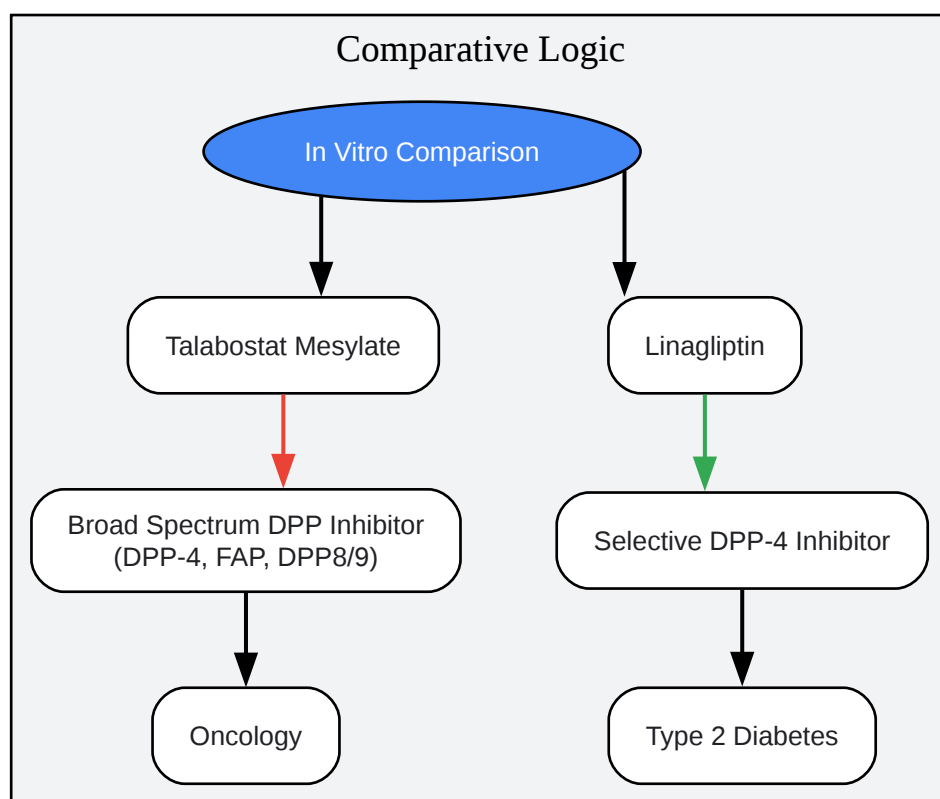 Comparative Logic
In Vitro Comparison
Talabostat Mesylate
Linagliptin
Broad Spectrum DPP Inhibitor
(DPP-4, FAP, DPP8/9)
Selective DPP-4 Inhibitor
Oncology
Type 2 Diabetes